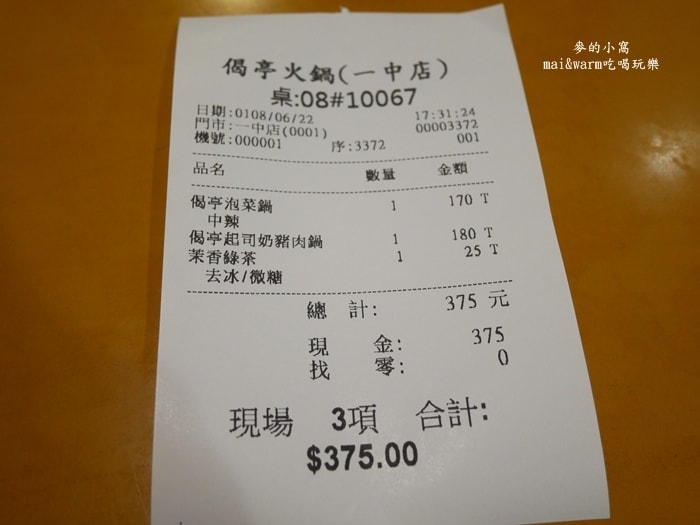 麥的小窩
mai&warm吃喝玩樂
偈亭火鍋(一中店)
桌:08#10067
日期:0108/06/22 17:31:24
門市:一中店(0001) 00003372
機號:000001 序:3372 001
品名 數量 金額
偈亭泡菜鍋 1 170 T
中辣
偈亭起司奶豬肉鍋 1 180 T
茉香綠茶 1 25 T
去冰/微糖
總 計: 375 元
現 金: 375
找 零: 0
現場 3項 合計:
$375.00